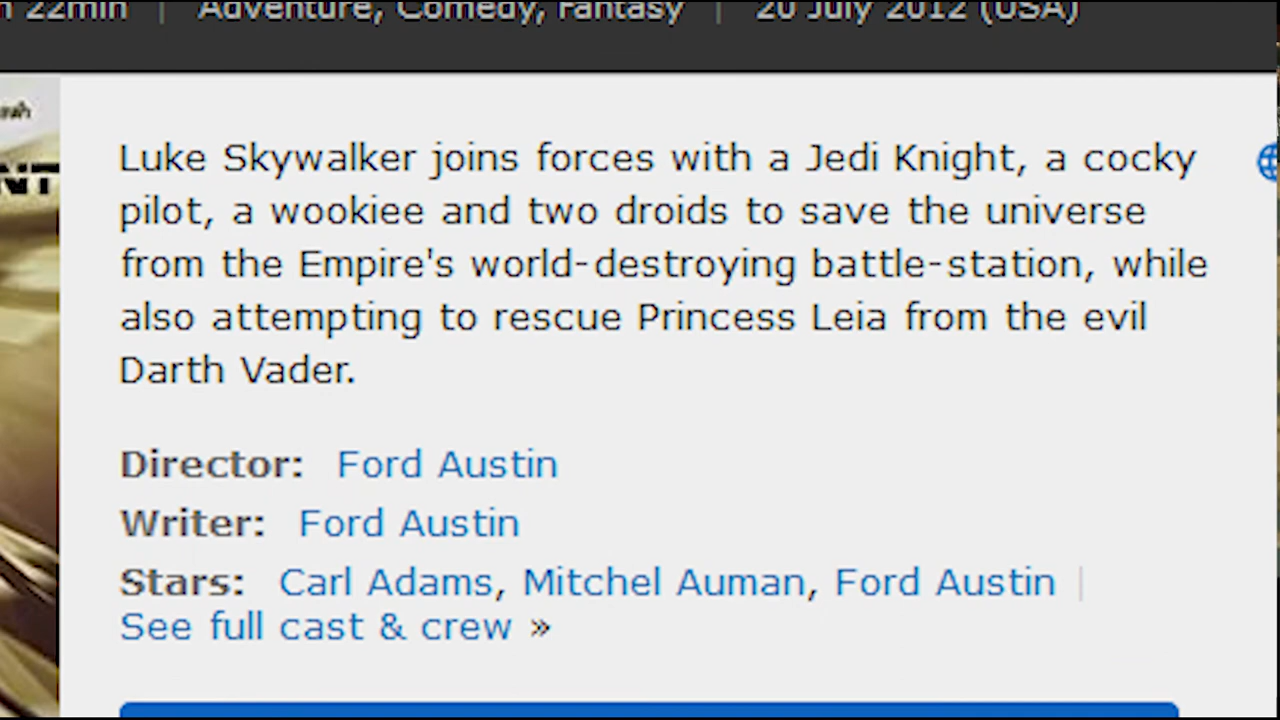 22min | Adventure, Comedy, Fantasy | 20 July 2012 (USA)
NT
Luke Skywalker joins forces with a Jedi Knight, a cocky
pilot, a wookiee and two droids to save the universe
from the Empire's world-destroying battle-station, while
also attempting to rescue Princess Leia from the evil
Darth Vader.
Director: Ford Austin
Writer: Ford Austin
Stars: Carl Adams, Mitchel Auman, Ford Austin |
See full cast & crew »